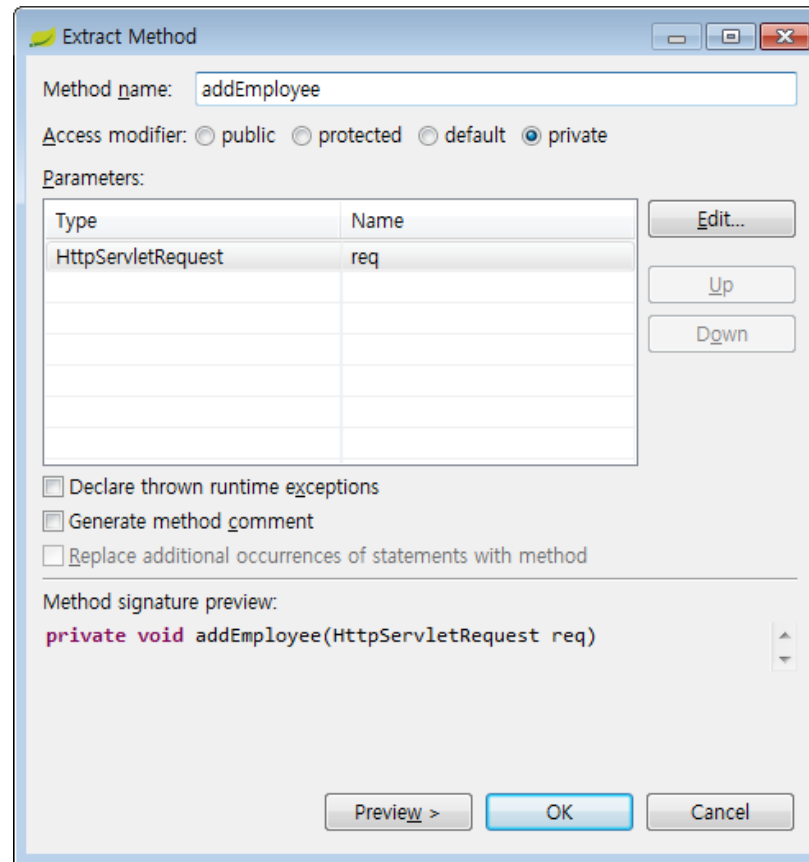 Extract Method
Method name: addEmployee
Access modifier: public protected default private
Parameters:
Type Name
Edit...
HttpServletRequest req
Up
Down
Declare thrown runtime exceptions
Generate method comment
Replace additional occurrences of statements with method
Method signature preview:
private void addEmployee(HttpServletRequest req)
Preview > OK Cancel